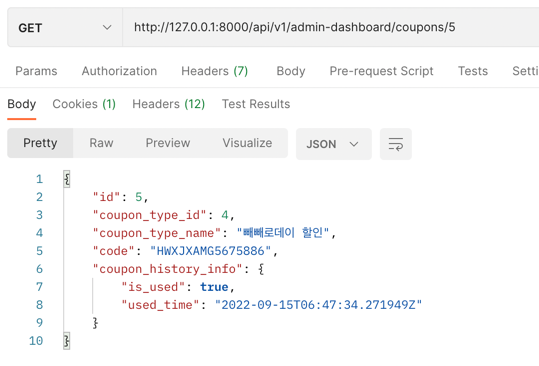 GET http://127.0.0.1:8000/api/v1/admin-dashboard/coupons/5
Params Authorization Headers (7) Body Pre-request Script Tests Setti
Body Cookies (1) Headers (12) Test Results
Pretty Raw Preview Visualize JSON
1 {
2 "id": 5,
3 "coupon_type_id": 4,
4 "coupon_type_name": "빼빼로데이 할인",
5 "code": "HWXJXAMG5675886",
6 "coupon_history_info": {
7 "is_used": true,
8 "used_time": "2022-09-15T06:47:34.271949Z"
9 }
10 }